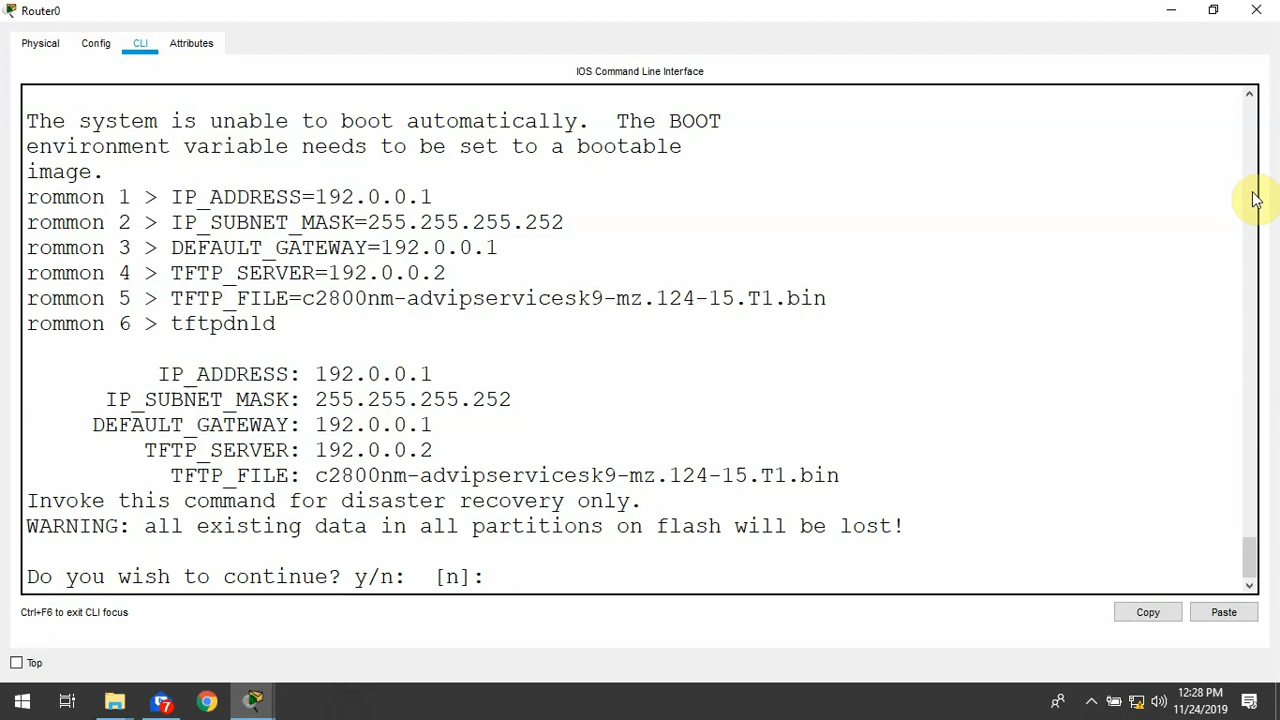 Router0
Physical Config CLI Attributes
IOS Command Line Interface
The system is unable to boot automatically.  The BOOT
environment variable needs to be set to a bootable
image.
rommon 1 > IP_ADDRESS=192.0.0.1
rommon 2 > IP_SUBNET_MASK=255.255.255.252
rommon 3 > DEFAULT_GATEWAY=192.0.0.1
rommon 4 > TFTP_SERVER=192.0.0.2
rommon 5 > TFTP_FILE=c2800nm-advipservicesk9-mz.124-15.T1.bin
rommon 6 > tftpdnld
IP_ADDRESS: 192.0.0.1
IP_SUBNET_MASK: 255.255.255.252
DEFAULT_GATEWAY: 192.0.0.1
TFTP_SERVER: 192.0.0.2
TFTP_FILE: c2800nm-advipservicesk9-mz.124-15.T1.bin
Invoke this command for disaster recovery only.
WARNING: all existing data in all partitions on flash will be lost!
Do you wish to continue? y/n:  [n]:
Ctrl+F6 to exit CLI focus
Copy Paste
Top
7
12:28 PM
11/24/2019